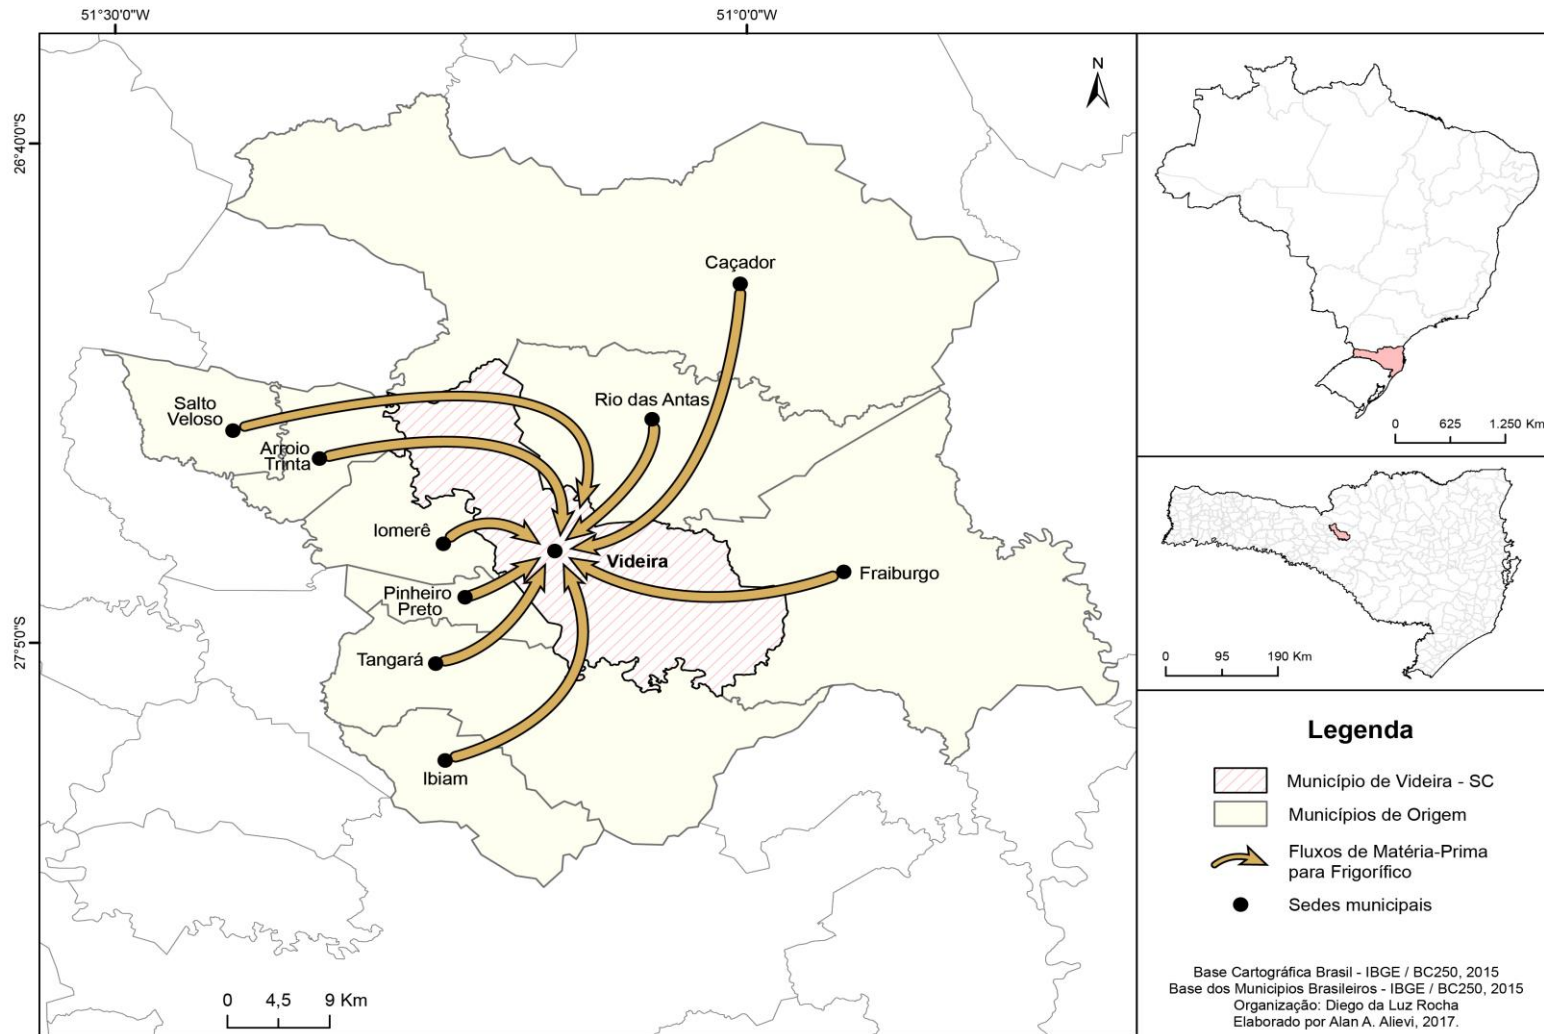 51°30'0"W
51°0'0"W
26°40'0"S
27°5'0"S
N
Caçador
Salto
Veloso
Rio das Antas
Arroio
Trinta
Iomerê
Videira
Fraiburgo
Pinheiro
Preto
Tangará
Ibiam
0 4,5 9 Km
0 625 1.250 Km
0 95 190 Km
Legenda
Município de Videira - SC
Municípios de Origem
Fluxos de Matéria-Prima
para Frigorífico
Sedes municipais
Base Cartográfica Brasil - IBGE / BC250, 2015
Base dos Municipios Brasileiros - IBGE / BC250, 2015
Organização: Diego da Luz Rocha
Elaborado por Alan A. Alievi, 2017.